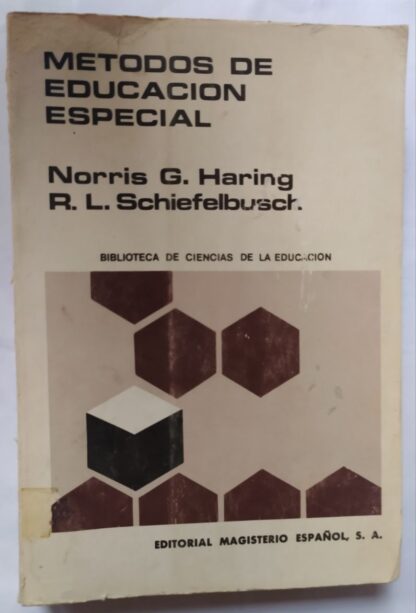 METODOS DE
EDUCACION
ESPECIAL
Norris G. Haring
R. L. Schiefelbusch.
BIBLIOTECA DE CIENCIAS DE LA EDUCACION
EDITORIAL MAGISTERIO ESPAÑOL, S. A.